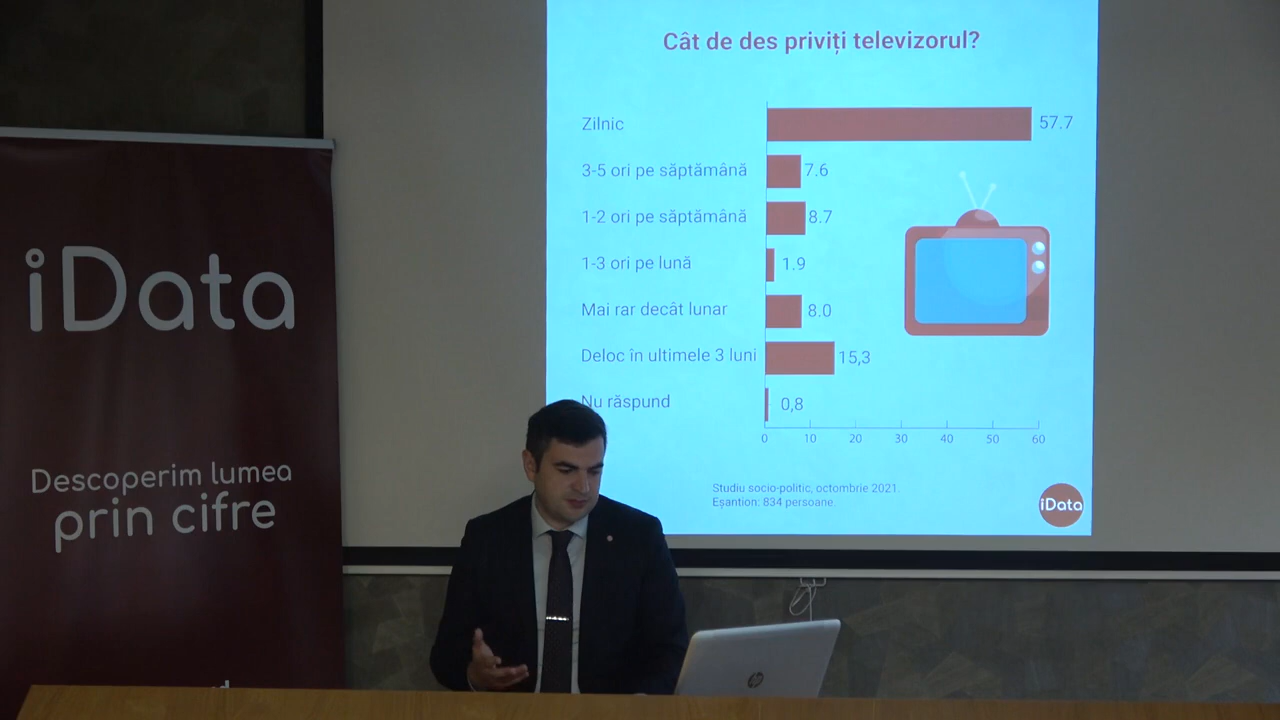 iData
Descoperim lumea
prin cifre
Cât de des priviți televizorul?
Zilnic
57.7
3-5 ori pe săptămână
7.6
1-2 ori pe săptămână
8.7
1-3 ori pe lună
1.9
Mai rar decât lunar
8.0
Deloc în ultimele 3 luni
15,3
Nu răspund
0,8
0 10 20 30 40 50 60
Studiu socio-politic, octombrie 2021.
Eșantion: 834 persoane.
iData
hp